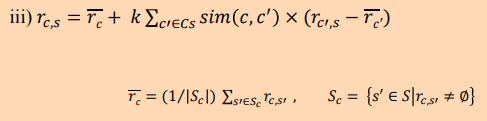 iii) r_{c,s} = \overline{r_c} + k ∑_{c'∈Cs} sim(c, c') × (r_{c',s} − \overline{r_{c'}})
\overline{r_c} = (1/|S_c|) ∑_{s'∈S_c} r_{c,s'} , S_c = {s' ∈ S|r_{c,s'} ≠ ∅}